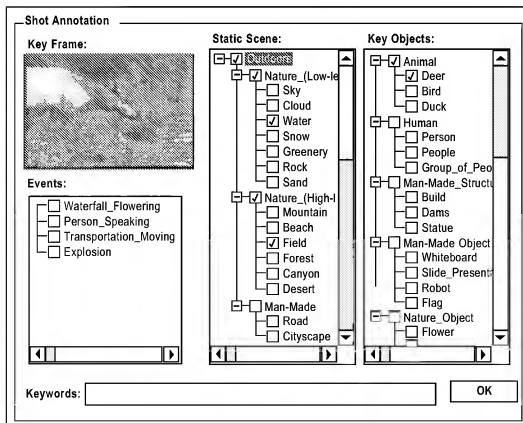 Shot Annotation
Key Frame:
Events:
Waterfall_Flowering
Person_Speaking
Transportation_Moving
Explosion
Static Scene:
Outdoors
Nature_(Low-le
Sky
Cloud
Water
Snow
Greenery
Rock
Sand
Nature_(High-l
Mountain
Beach
Field
Forest
Canyon
Desert
Man-Made
Road
Cityscape
Key Objects:
Animal
Deer
Bird
Duck
Human
Person
People
Group_of_Peo
Man-Made_Structu
Build
Dams
Statue
Man-Made Object
Whiteboard
Slide_Presenta
Robot
Flag
Nature_Object
Flower
Keywords:
OK